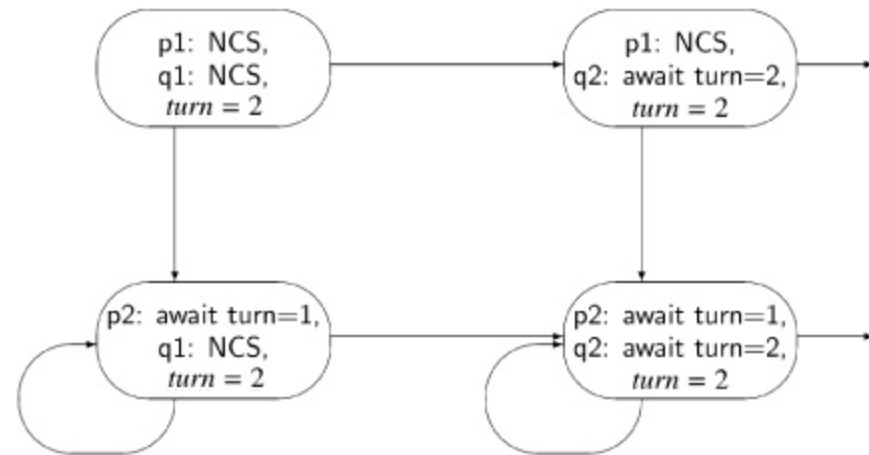 p1: NCS,
q1: NCS,
turn = 2
p1: NCS,
q2: await turn=2,
turn = 2
p2: await turn=1,
q1: NCS,
turn = 2
p2: await turn=1,
q2: await turn=2,
turn = 2